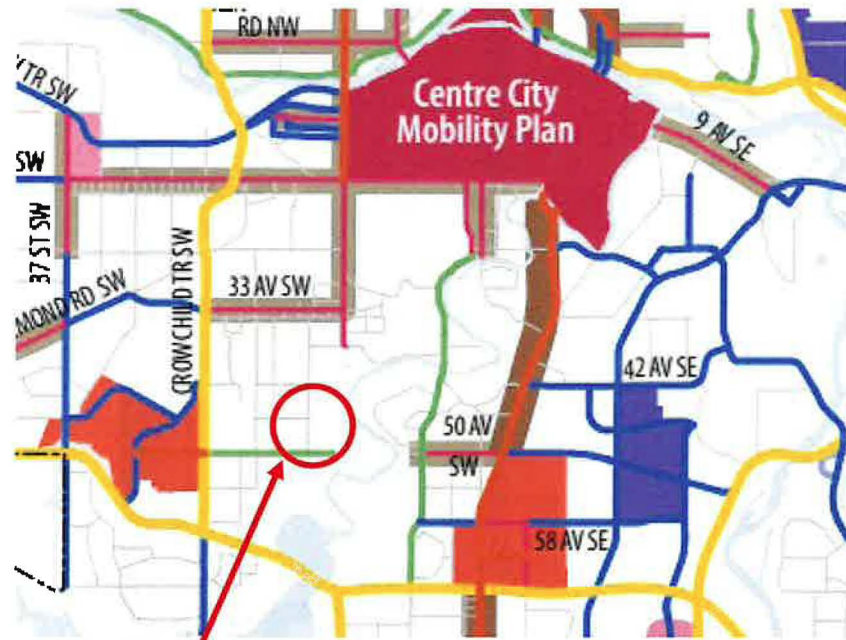 RD NW
TR SW
Centre City
Mobility Plan
9 AV SE
SW
37 ST SW
CROWCHILD TR SW
33 AV SW
MOND RD SW
42 AV SE
50 AV
SW
58 AV SE